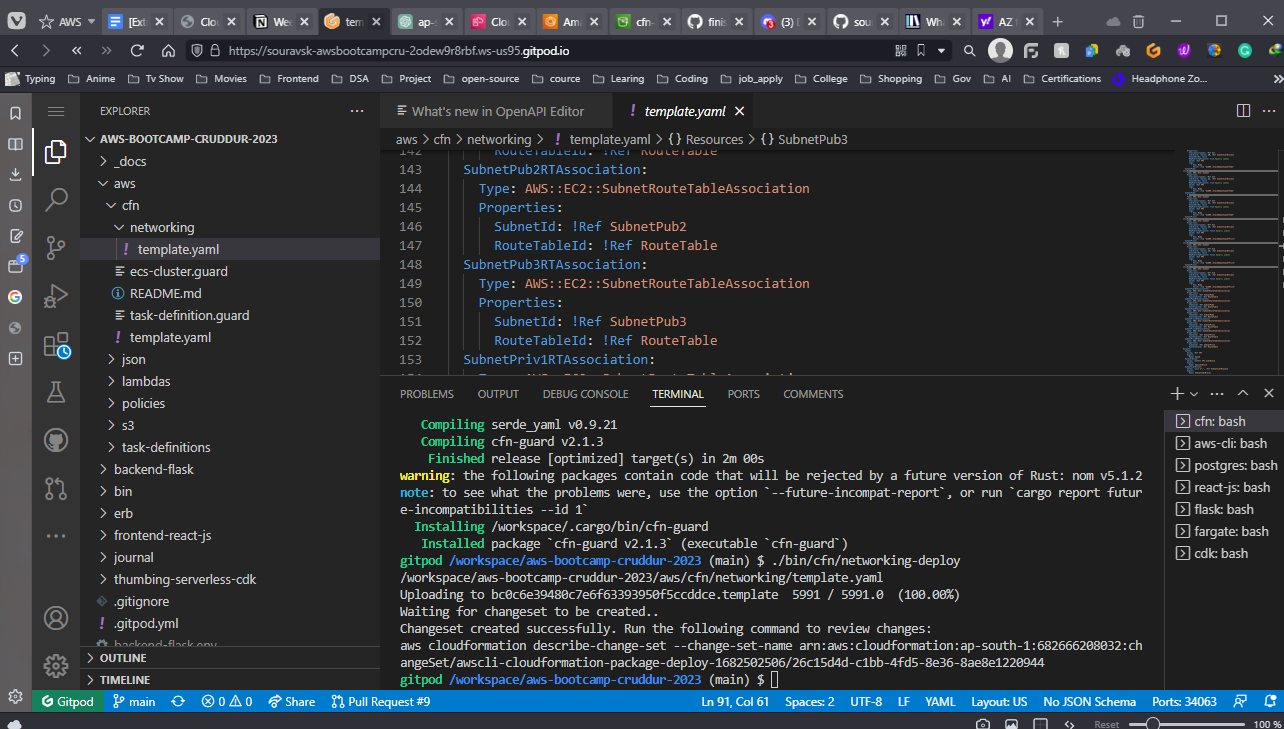 AWS
[Ext
Clou
Wee
tem
ap-s
Clou
Ama
cfn-
finis
(3) D
sour
Wha
AZ f
https://souravsk-awsbootcampcru-2odew9r8rbf.ws-us95.gitpod.io
Typing
Anime
Tv Show
Movies
Frontend
DSA
Project
open-source
cource
Learing
Coding
job_apply
College
Shopping
Gov
AI
Certifications
Headphone Zo...
EXPLORER
What's new in OpenAPI Editor
template.yaml
AWS-BOOTCAMP-CRUDDUR-2023
_docs
aws
cfn
networking
template.yaml
ecs-cluster.guard
README.md
task-definition.guard
template.yaml
json
lambdas
policies
s3
task-definitions
backend-flask
bin
erb
frontend-react-js
journal
thumbing-serverless-cdk
.gitignore
.gitpod.yml
backend-flask.env
OUTLINE
TIMELINE
5
aws > cfn > networking > ! template.yaml > {} Resources > {} SubnetPub3
142 RouteTableId: !Ref RouteTable
143 SubnetPub2RTAssociation:
144 Type: AWS::EC2::SubnetRouteTableAssociation
145 Properties:
146 SubnetId: !Ref SubnetPub2
147 RouteTableId: !Ref RouteTable
148 SubnetPub3RTAssociation:
149 Type: AWS::EC2::SubnetRouteTableAssociation
150 Properties:
151 SubnetId: !Ref SubnetPub3
152 RouteTableId: !Ref RouteTable
153 SubnetPriv1RTAssociation:
PROBLEMS OUTPUT DEBUG CONSOLE TERMINAL PORTS COMMENTS
Compiling serde_yaml v0.9.21
Compiling cfn-guard v2.1.3
Finished release [optimized] target(s) in 2m 00s
warning: the following packages contain code that will be rejected by a future version of Rust: nom v5.1.2
note: to see what the problems were, use the option `--future-incompat-report`, or run `cargo report futur
e-incompatibilities --id 1`
Installing /workspace/.cargo/bin/cfn-guard
Installed package `cfn-guard v2.1.3` (executable `cfn-guard`)
gitpod /workspace/aws-bootcamp-cruddur-2023 (main) $ ./bin/cfn/networking-deploy
/workspace/aws-bootcamp-cruddur-2023/aws/cfn/networking/template.yaml
Uploading to bc0c6e39480c7e6f63393950f5ccddce.template 5991 / 5991.0 (100.00%)
Waiting for changeset to be created..
Changeset created successfully. Run the following command to review changes:
aws cloudformation describe-change-set --change-set-name arn:aws:cloudformation:ap-south-1:682666208032:ch
angeSet/awscli-cloudformation-package-deploy-1682502506/26c15d4d-c1bb-4fd5-8e36-8ae8e1220944
gitpod /workspace/aws-bootcamp-cruddur-2023 (main) $
cfn: bash
aws-cli: bash
postgres: bash
react-js: bash
flask: bash
fargate: bash
cdk: bash
Gitpod main 0 0 Share Pull Request #9 Ln 91, Col 61 Spaces: 2 UTF-8 LF YAML Layout: US No JSON Schema Ports: 34063
Reset 100 %